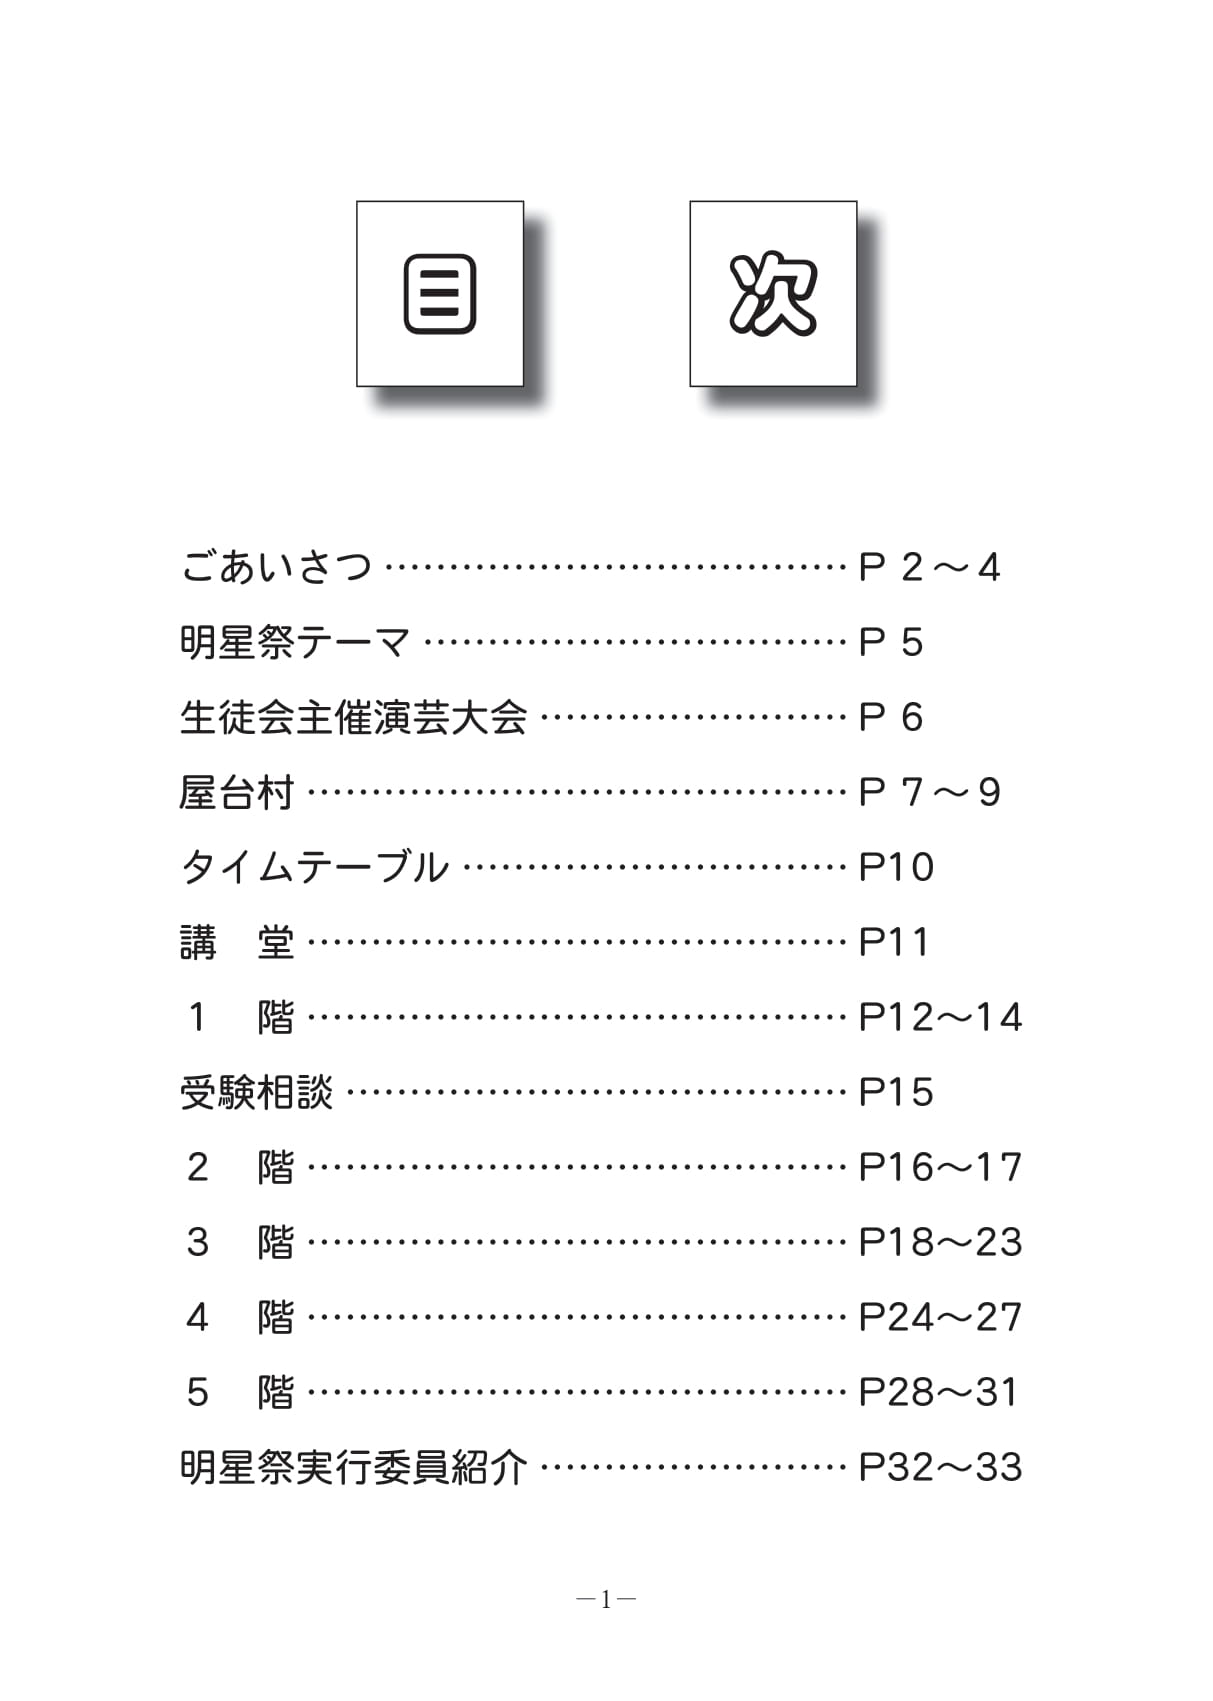 目 次
ごあいさつ …………………………… P 2～4
明星祭テーマ ………………………… P 5
生徒会主催演芸大会 ………………… P 6
屋台村 ………………………………… P 7～9
タイムテーブル ……………………… P10
講　堂 ………………………………… P11
1　階 ………………………………… P12～14
受験相談 ……………………………… P15
2　階 ………………………………… P16～17
3　階 ………………………………… P18～23
4　階 ………………………………… P24～27
5　階 ………………………………… P28～31
明星祭実行委員紹介 ………………… P32～33
― 1 ―